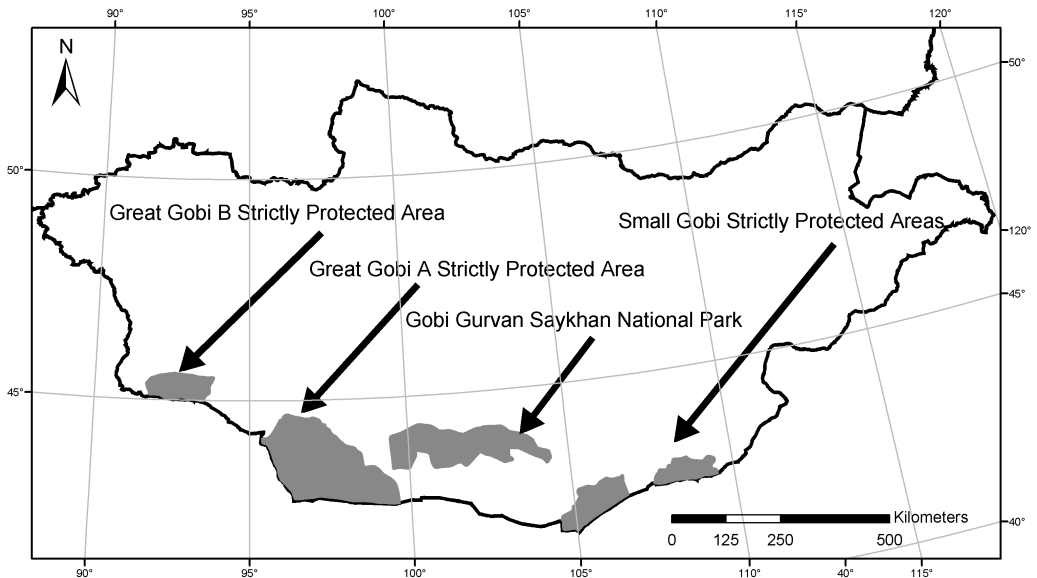 90° 95° 100° 105° 110° 115° 120°
N
50°
50°
Great Gobi B Strictly Protected Area
Small Gobi Strictly Protected Areas
120°
Great Gobi A Strictly Protected Area
45°
Gobi Gurvan Saykhan National Park
45°
Kilometers
40°
0 125 250 500
90° 95° 100° 105° 110° 40° 115°